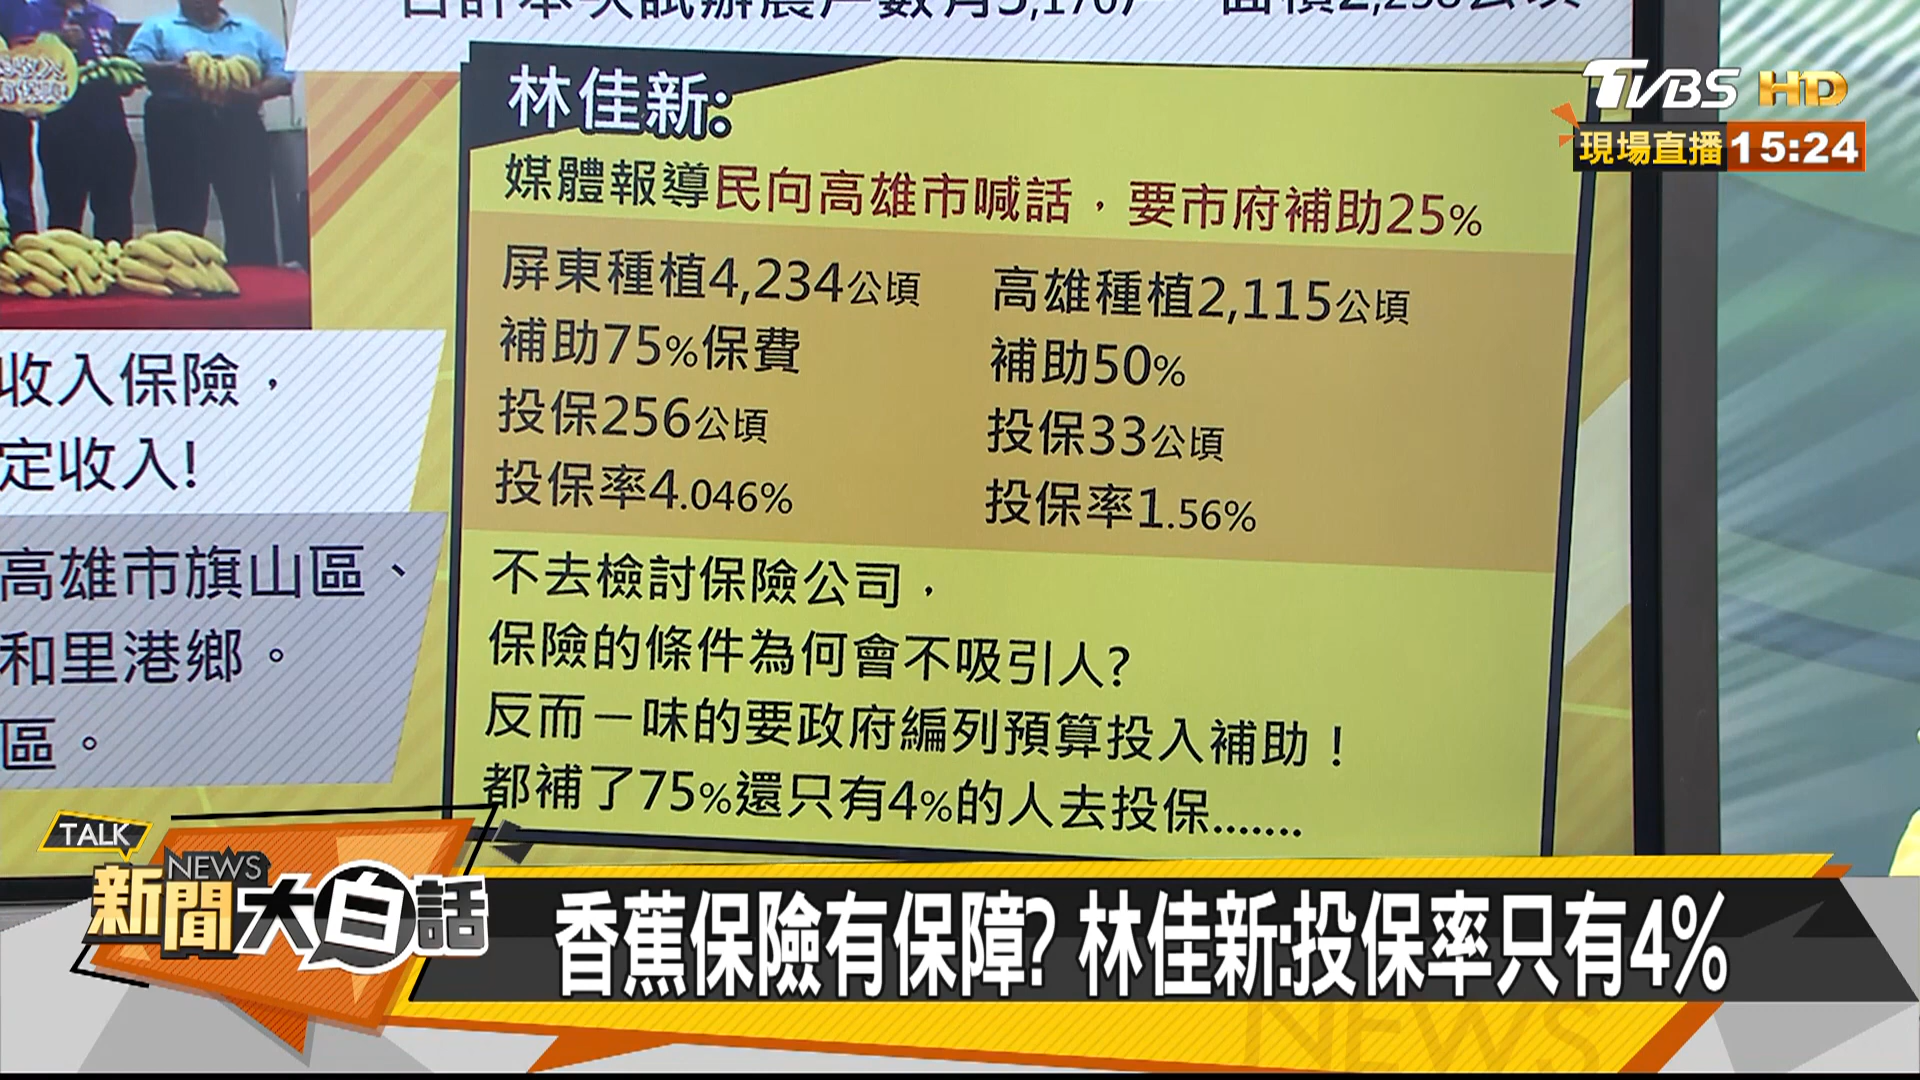 林佳新:
媒體報導民向高雄市喊話，要市府補助25%
屏東種植4,234公頃
補助75%保費
投保256公頃
投保率4.046%
高雄種植2,115公頃
補助50%
投保33公頃
投保率1.56%
不去檢討保險公司，
保險的條件為何會不吸引人?
反而一味的要政府編列預算投入補助！
都補了75%還只有4%的人去投保.......
收入保險，
定收入!
高雄市旗山區、
和里港鄉。
區。
TVBS HD
現場直播 15:24
TALK
NEWS
新聞大白話
香蕉保險有保障? 林佳新:投保率只有4%
NEWS